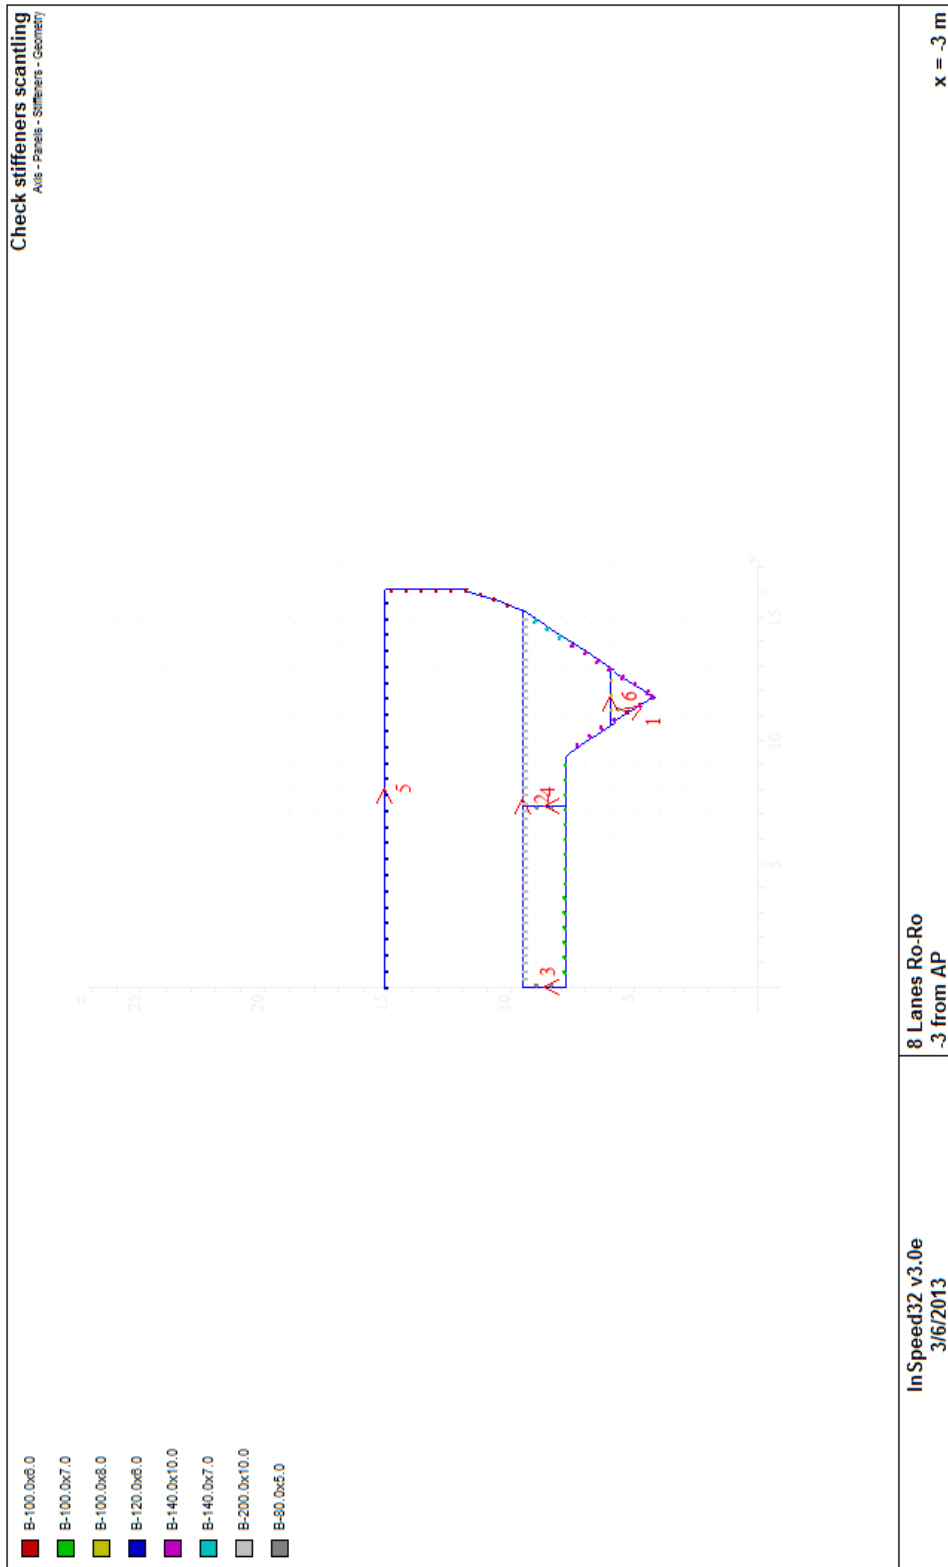 Check stiffeners scantling
Axis - Panels - Stiffeners - Geometry
B-100.0x6.0
B-100.0x7.0
B-100.0x8.0
B-120.0x6.0
B-140.0x10.0
B-140.0x7.0
B-200.0x10.0
B-80.0x5.0
z
25
20
15
10
5
5
10
15
y
5
3
2
4
6
1
InSpeed32 v3.0e
3/6/2013
8 Lanes Ro-Ro
-3 from AP
x = -3 m